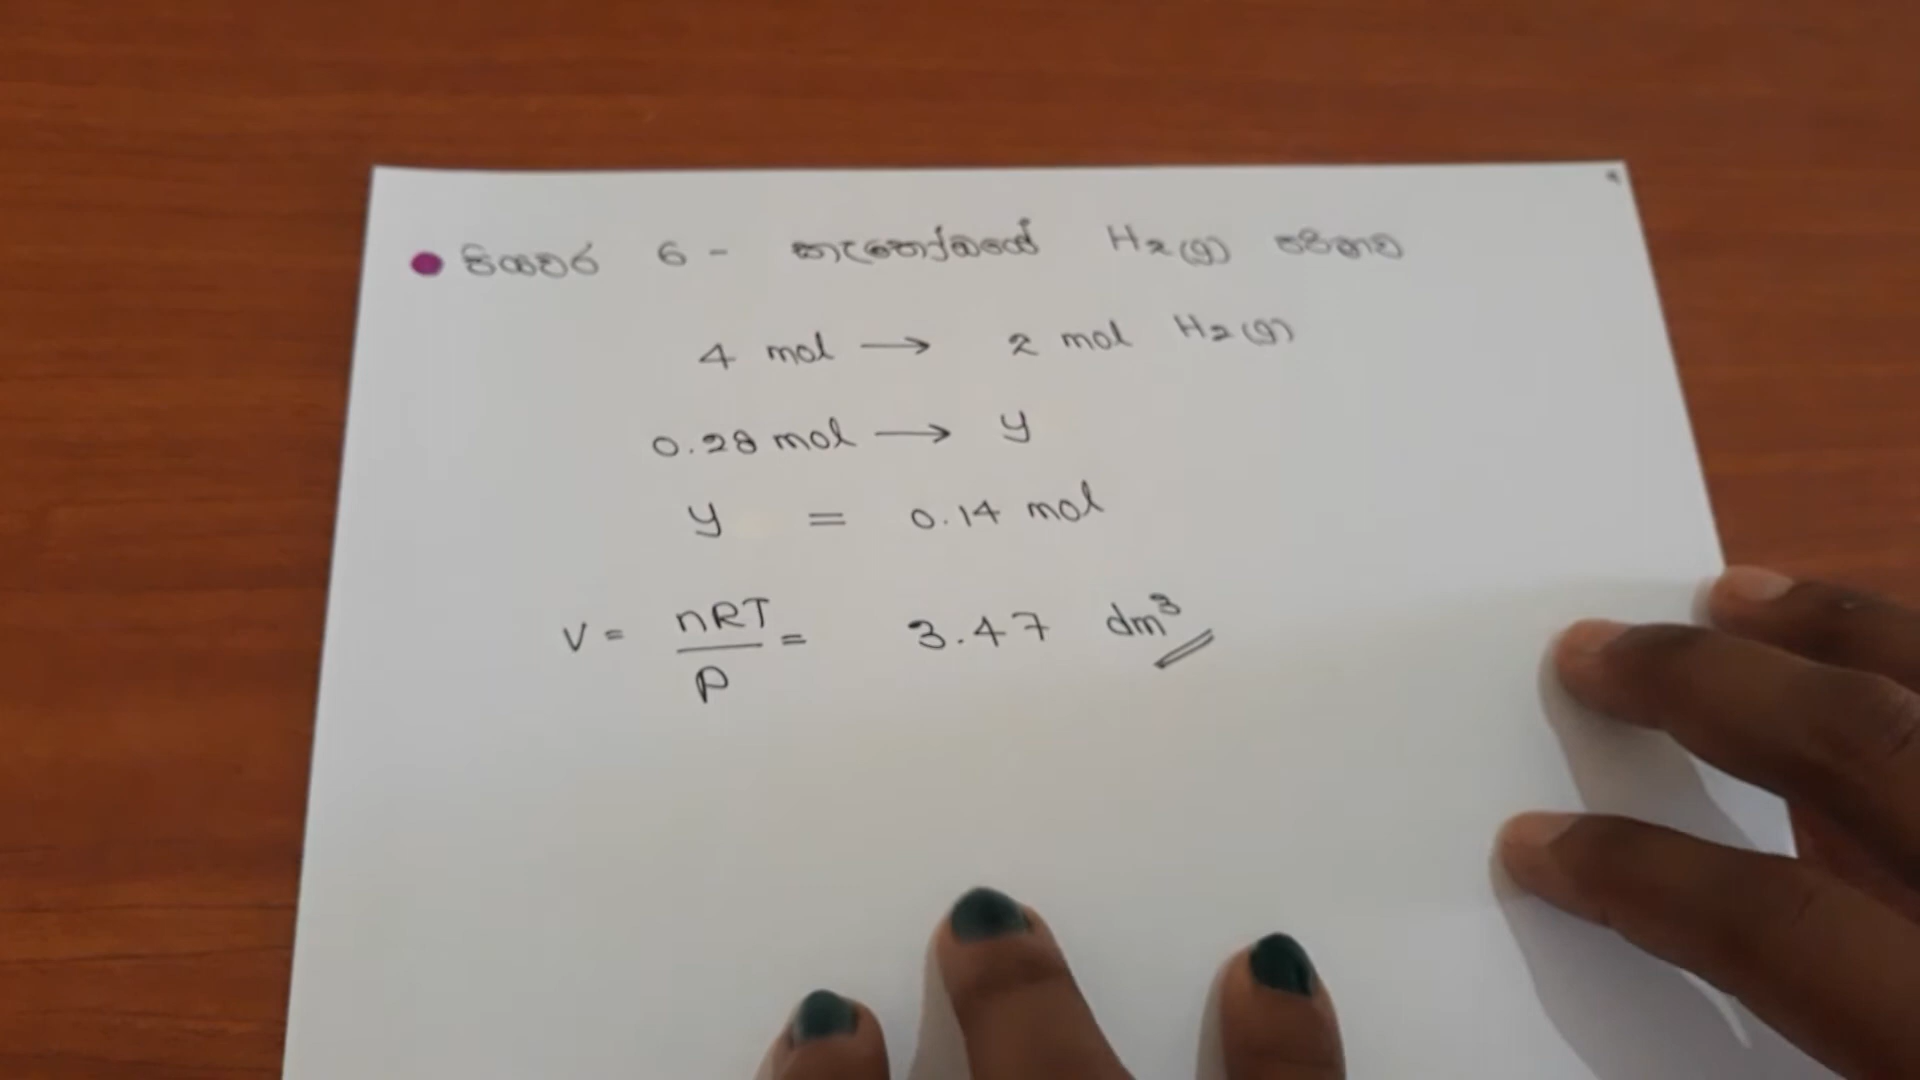 පියවර 6 - කැතෝඩයේ H₂(g) පරිමාව
4 mol → 2 mol H₂(g)
0.28 mol → y
y = 0.14 mol
V = nRT/P = 3.47 dm³